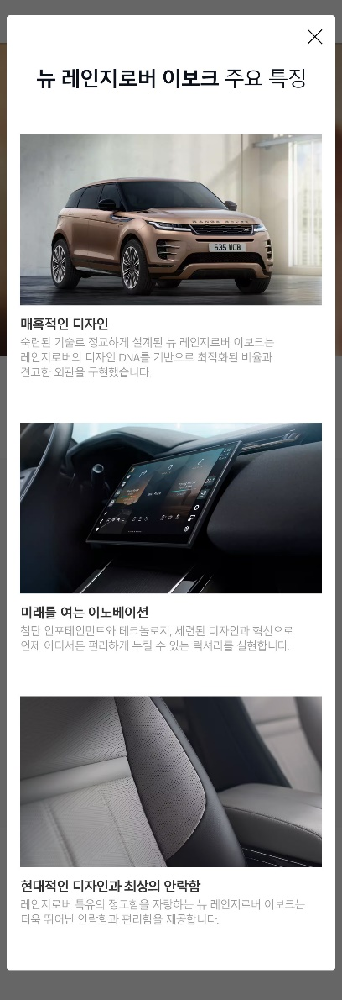 뉴 레인지로버 이보크 주요 특징
RANGE ROVER
635 WCB
매혹적인 디자인
숙련된 기술로 정교하게 설계된 뉴 레인지로버 이보크는
레인지로버의 디자인 DNA를 기반으로 최적화된 비율과
견고한 외관을 구현했습니다.
미래를 여는 이노베이션
첨단 인포테인먼트와 테크놀로지, 세련된 디자인과 혁신으로
언제 어디서든 편리하게 누릴 수 있는 럭셔리를 실현합니다.
현대적인 디자인과 최상의 안락함
레인지로버 특유의 정교함을 자랑하는 뉴 레인지로버 이보크는
더욱 뛰어난 안락함과 편리함을 제공합니다.